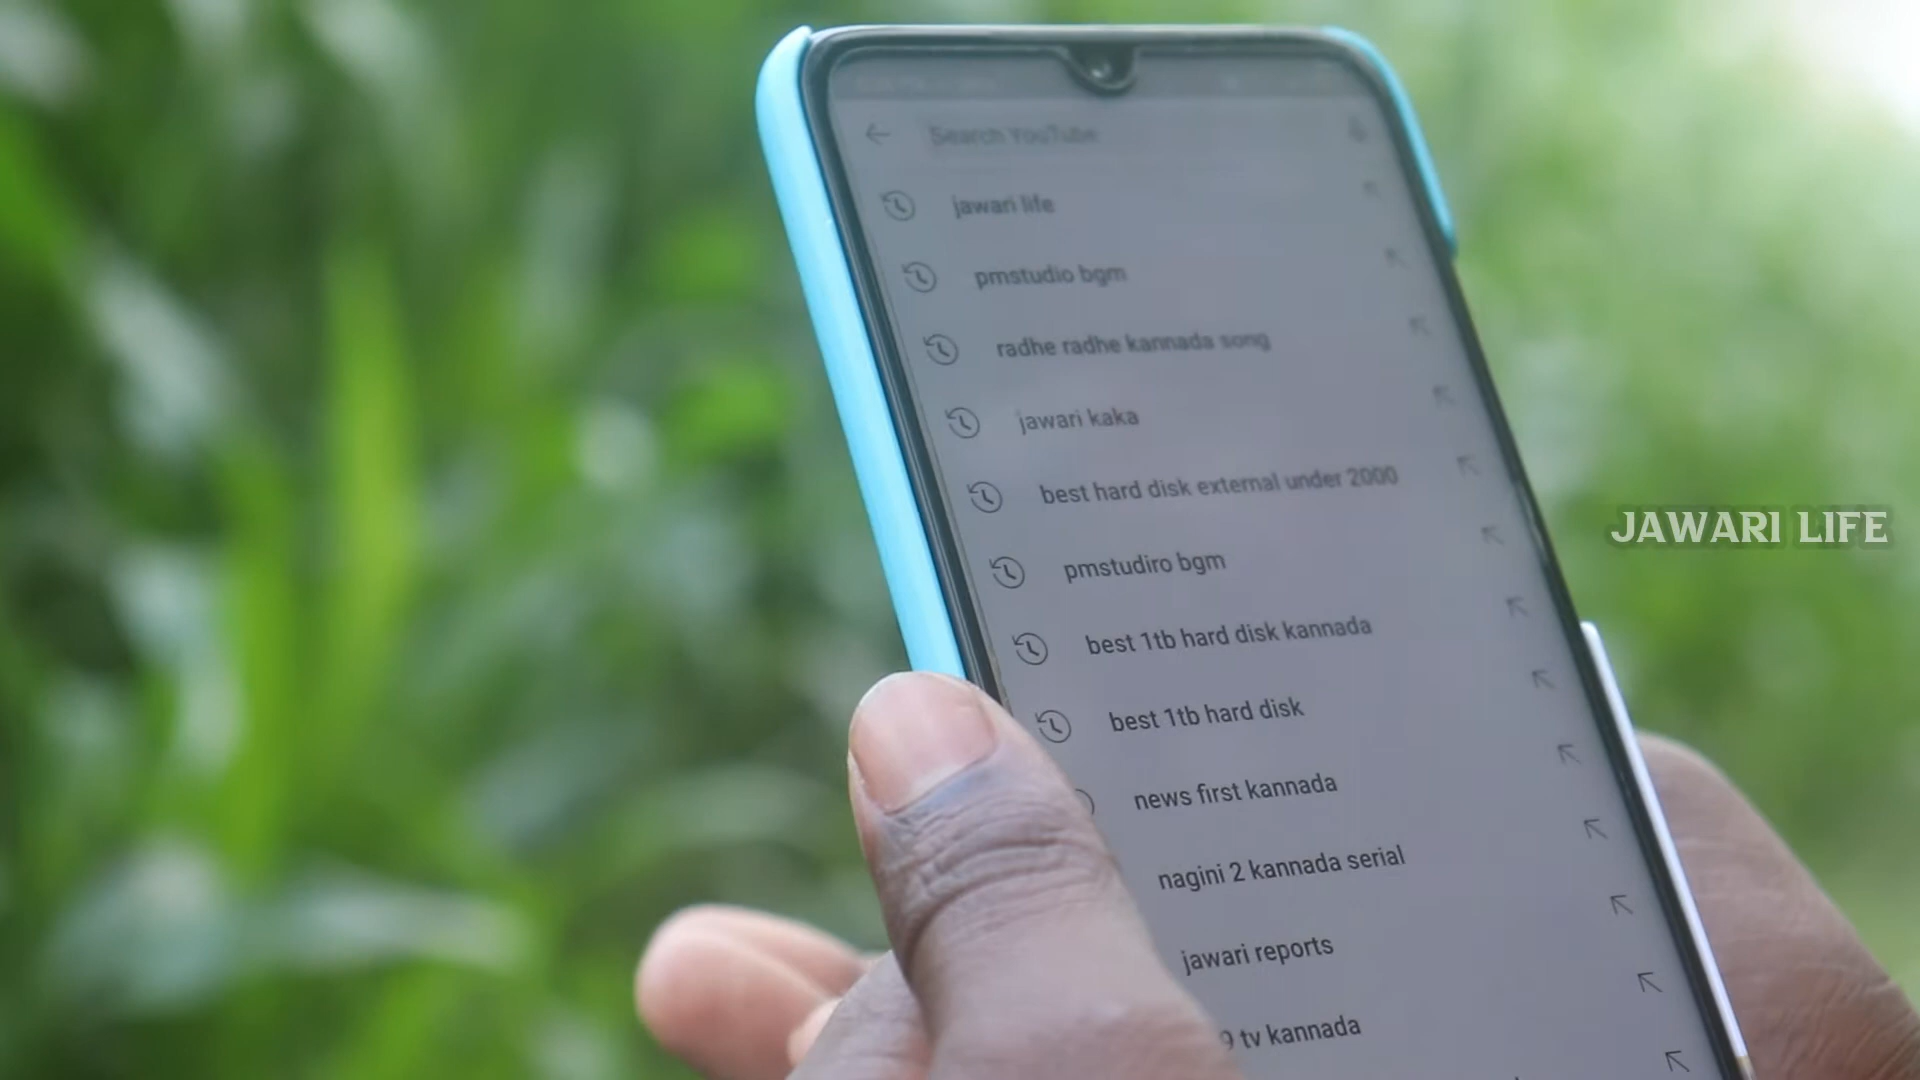 Search YouTube
jawari life
pmstudio bgm
radhe radhe kannada song
jawari kaka
best hard disk external under 2000
pmstudiro bgm
best 1tb hard disk kannada
best 1tb hard disk
news first kannada
nagini 2 kannada serial
jawari reports
9 tv kannada
JAWARI LIFE